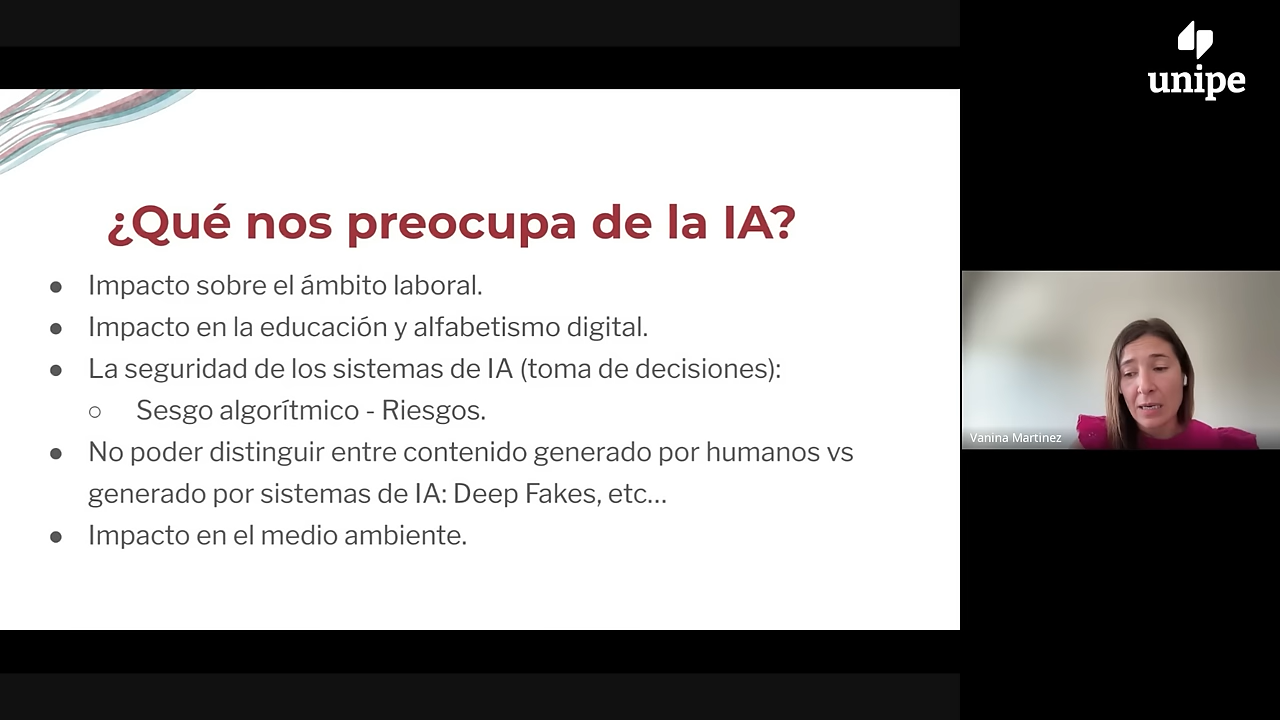 unipe
¿Qué nos preocupa de la IA?
● Impacto sobre el ámbito laboral.
● Impacto en la educación y alfabetismo digital.
● La seguridad de los sistemas de IA (toma de decisiones):
○ Sesgo algorítmico - Riesgos.
● No poder distinguir entre contenido generado por humanos vs
generado por sistemas de IA: Deep Fakes, etc...
● Impacto en el medio ambiente.
Vanina Martinez